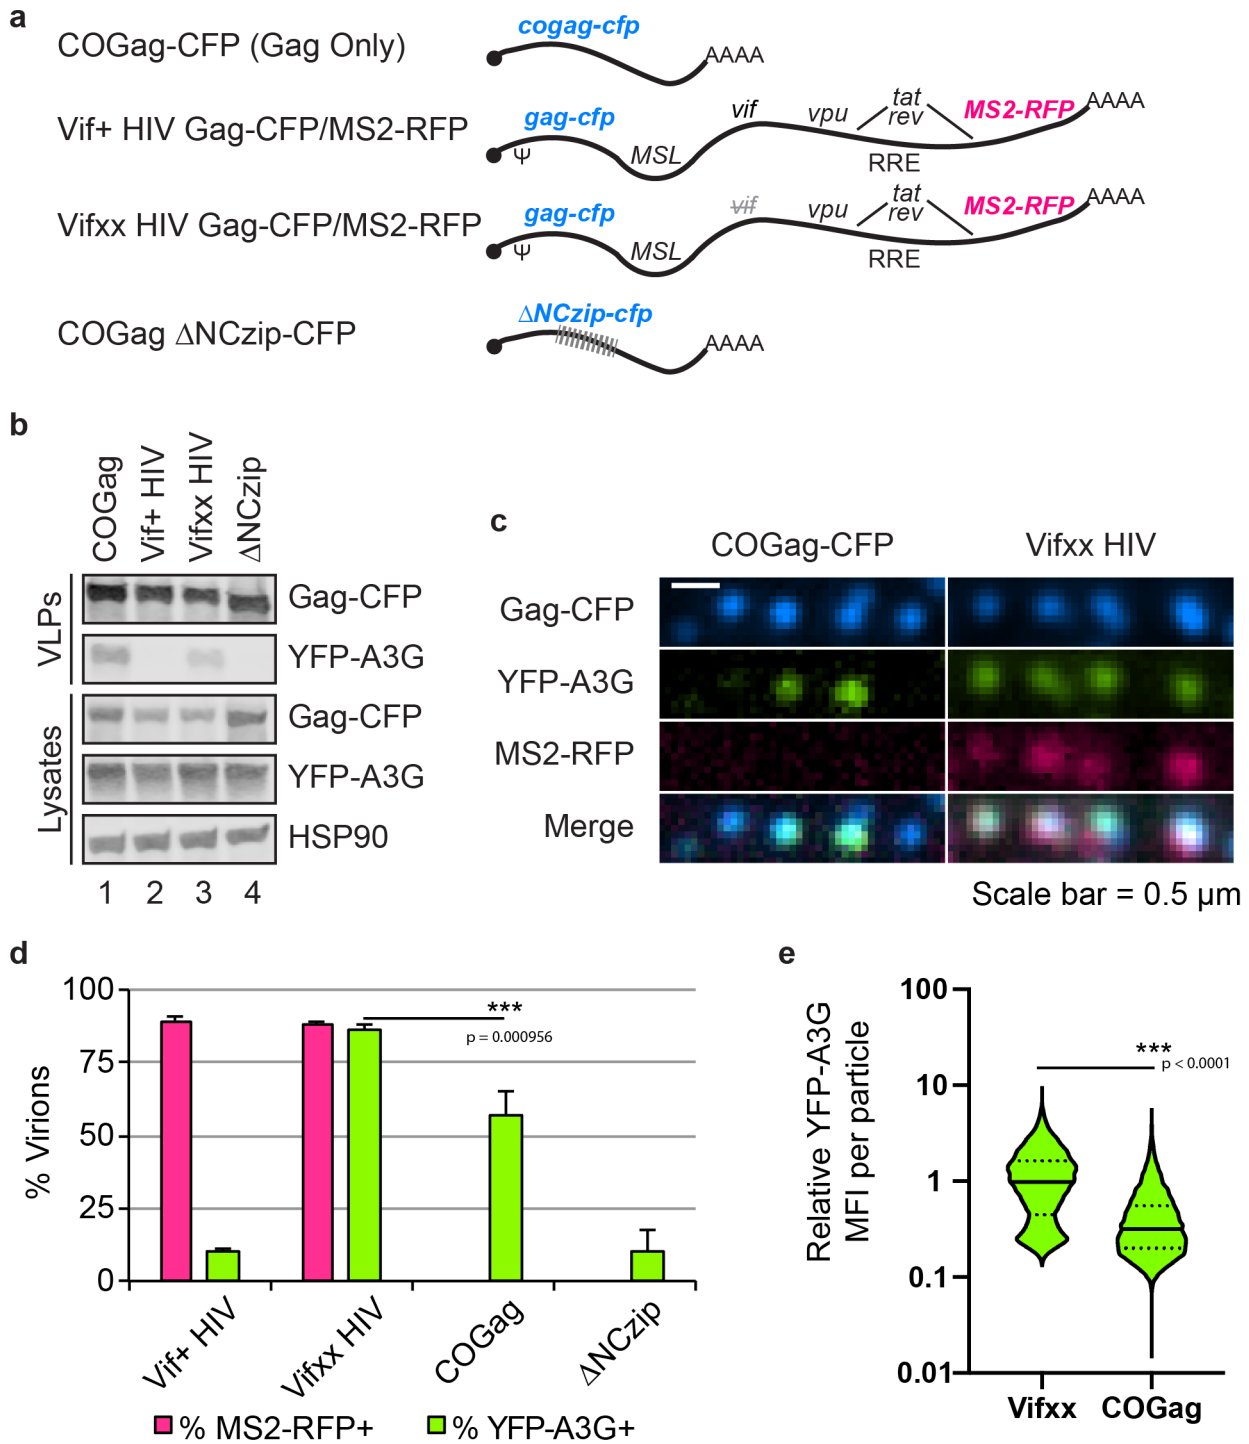 a
COGag-CFP (Gag Only)
cogag-cfp
AAAA
Vif+ HIV Gag-CFP/MS2-RFP
gag-cfp
Ψ
MSL
vif
vpu
tat
rev
RRE
MS2-RFP
AAAA
Vifxx HIV Gag-CFP/MS2-RFP
gag-cfp
Ψ
MSL
vif
vpu
tat
rev
RRE
MS2-RFP
AAAA
COGag ΔNCzip-CFP
ΔNCzip-cfp
AAAA
b
COGag
Vif+ HIV
Vifxx HIV
ΔNCzip
VLPs
Gag-CFP
YFP-A3G
Lysates
Gag-CFP
YFP-A3G
HSP90
1 2 3 4
c
COGag-CFP Vifxx HIV
Gag-CFP
YFP-A3G
MS2-RFP
Merge
Scale bar = 0.5 μm
d
% Virions
100
75
50
25
0
***
p = 0.000956
Vif+ HIV
Vifxx HIV
COGag
ΔNCzip
% MS2-RFP+ % YFP-A3G+
e
Relative YFP-A3G
MFI per particle
100
10
1
0.1
0.01
***
p < 0.0001
Vifxx COGag